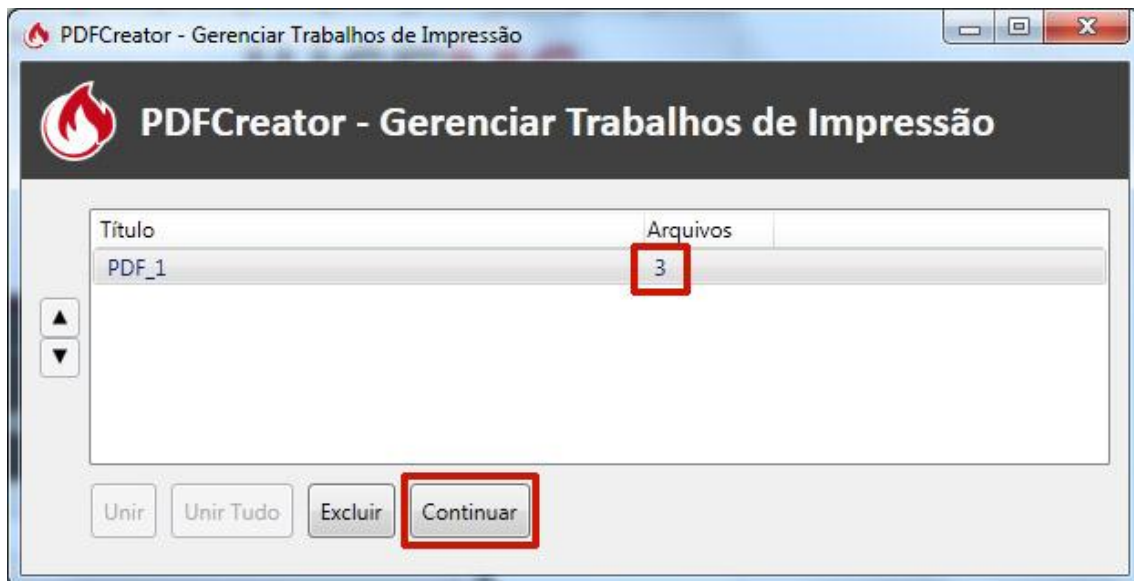 PDFCreator - Gerenciar Trabalhos de Impressão
PDFCreator - Gerenciar Trabalhos de Impressão
Título Arquivos
PDF_1 3
Unir Unir Tudo Excluir Continuar